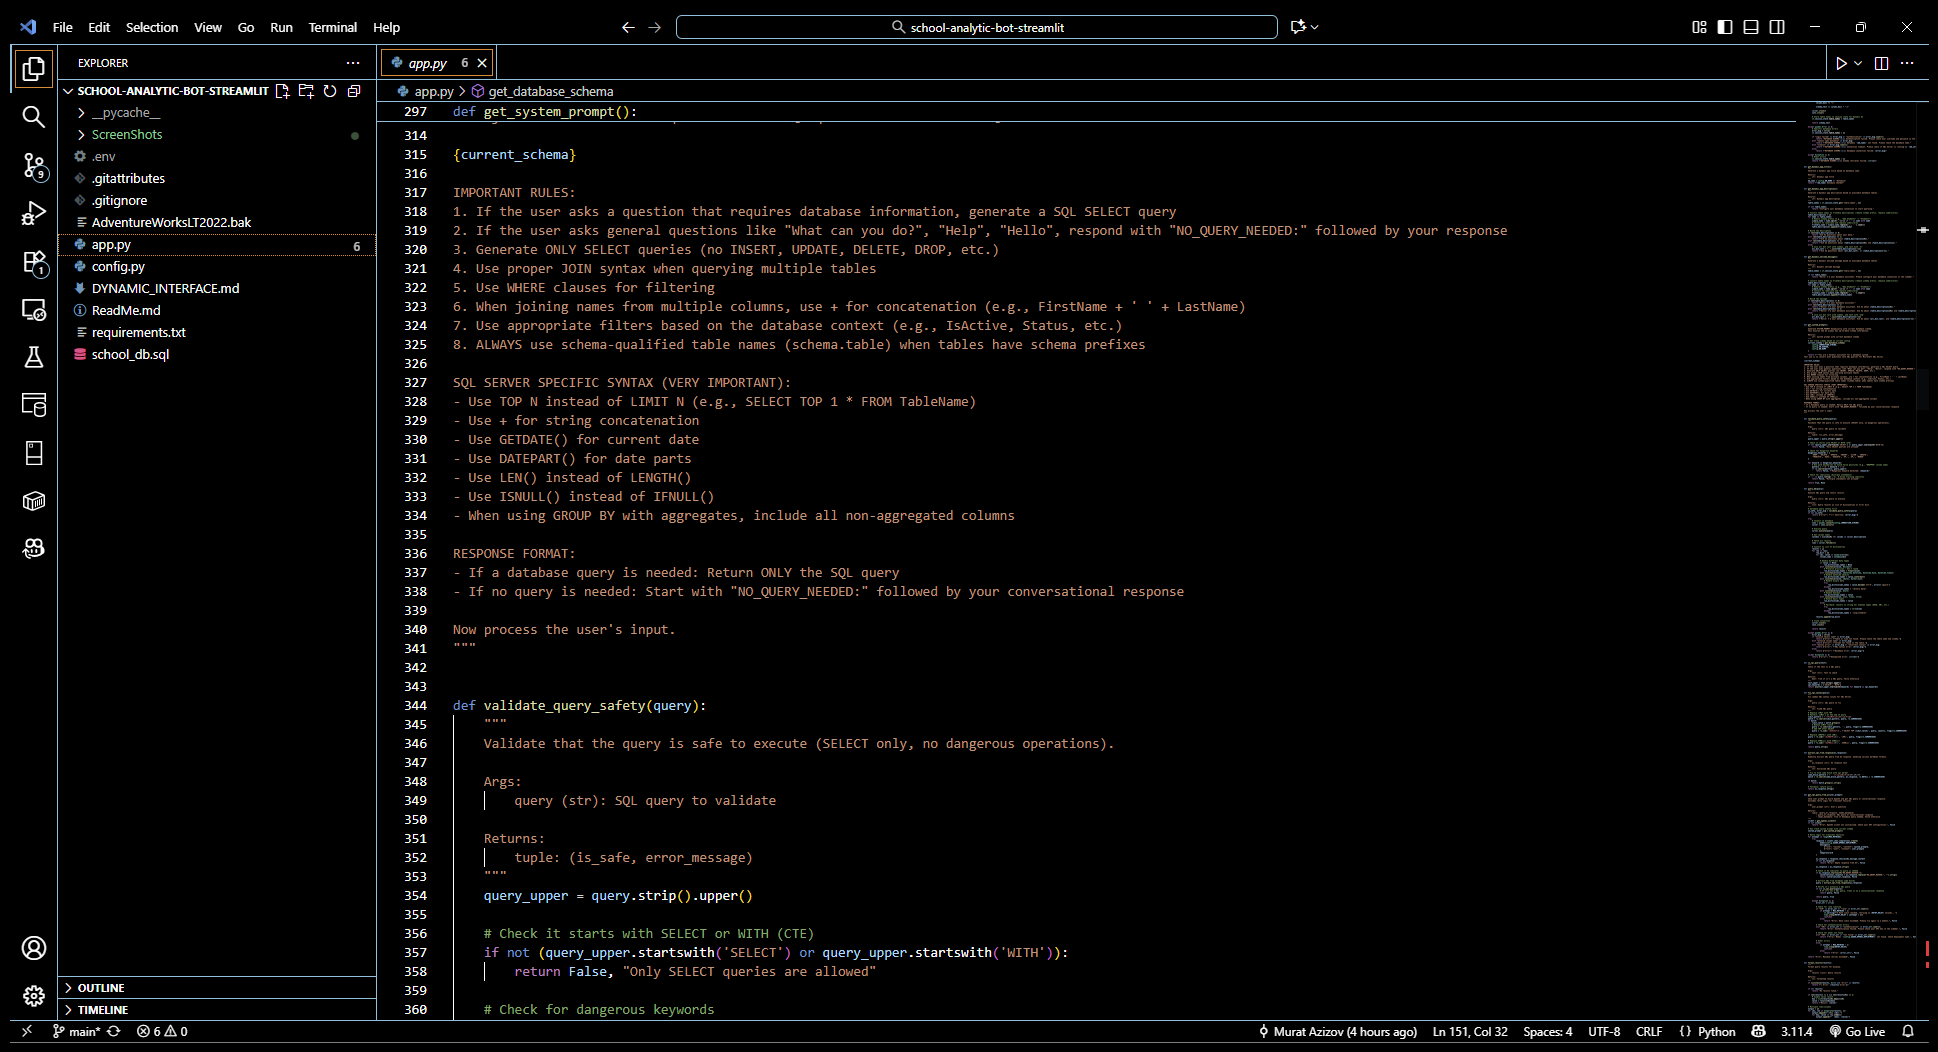 File Edit Selection View Go Run Terminal Help
school-analytic-bot-streamlit
EXPLORER
SCHOOL-ANALYTIC-BOT-STREAMLIT
__pycache__
ScreenShots
.env
.gitattributes
.gitignore
AdventureWorksLT2022.bak
app.py 6
config.py
DYNAMIC_INTERFACE.md
ReadMe.md
requirements.txt
school_db.sql
OUTLINE
TIMELINE
9
1
app.py 6
app.py > get_database_schema
297 def get_system_prompt():
314
315 {current_schema}
316
317 IMPORTANT RULES:
318 1. If the user asks a question that requires database information, generate a SQL SELECT query
319 2. If the user asks general questions like "What can you do?", "Help", "Hello", respond with "NO_QUERY_NEEDED:" followed by your response
320 3. Generate ONLY SELECT queries (no INSERT, UPDATE, DELETE, DROP, etc.)
321 4. Use proper JOIN syntax when querying multiple tables
322 5. Use WHERE clauses for filtering
323 6. When joining names from multiple columns, use + for concatenation (e.g., FirstName + ' ' + LastName)
324 7. Use appropriate filters based on the database context (e.g., IsActive, Status, etc.)
325 8. ALWAYS use schema-qualified table names (schema.table) when tables have schema prefixes
326
327 SQL SERVER SPECIFIC SYNTAX (VERY IMPORTANT):
328 - Use TOP N instead of LIMIT N (e.g., SELECT TOP 1 * FROM TableName)
329 - Use + for string concatenation
330 - Use GETDATE() for current date
331 - Use DATEPART() for date parts
332 - Use LEN() instead of LENGTH()
333 - Use ISNULL() instead of IFNULL()
334 - When using GROUP BY with aggregates, include all non-aggregated columns
335
336 RESPONSE FORMAT:
337 - If a database query is needed: Return ONLY the SQL query
338 - If no query is needed: Start with "NO_QUERY_NEEDED:" followed by your conversational response
339
340 Now process the user's input.
341 """
342
343
344 def validate_query_safety(query):
345 """
346 Validate that the query is safe to execute (SELECT only, no dangerous operations).
347
348 Args:
349 query (str): SQL query to validate
350
351 Returns:
352 tuple: (is_safe, error_message)
353 """
354 query_upper = query.strip().upper()
355
356 # Check it starts with SELECT or WITH (CTE)
357 if not (query_upper.startswith('SELECT') or query_upper.startswith('WITH')):
358 return False, "Only SELECT queries are allowed"
359
360 # Check for dangerous keywords
main* 6 0 Murat Azizov (4 hours ago) Ln 151, Col 32 Spaces: 4 UTF-8 CRLF {} Python 3.11.4 Go Live